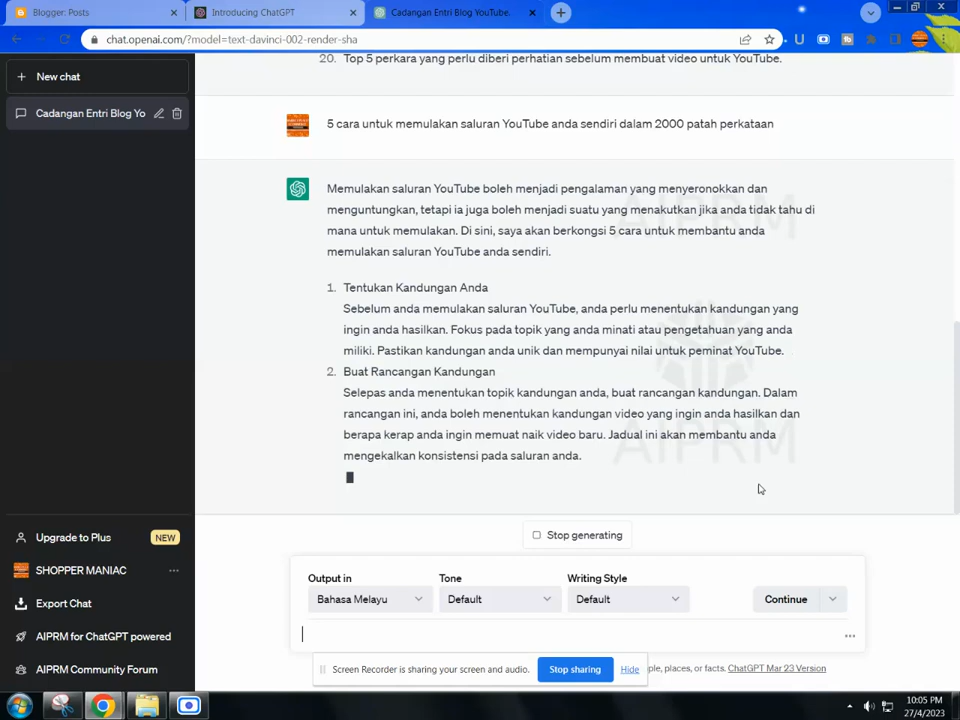 Blogger: Posts
Introducing ChatGPT
Cadangan Entri Blog YouTube.
chat.openai.com/?model=text-davinci-002-render-sha
New chat
Cadangan Entri Blog Yo
20. Top 5 perkara yang perlu diberi perhatian sebelum membuat video untuk YouTube.
5 cara untuk memulakan saluran YouTube anda sendiri dalam 2000 patah perkataan
Memulakan saluran YouTube boleh menjadi pengalaman yang menyeronokkan dan
menguntungkan, tetapi ia juga boleh menjadi suatu yang menakutkan jika anda tidak tahu di
mana untuk memulakan. Di sini, saya akan berkongsi 5 cara untuk membantu anda
memulakan saluran YouTube anda sendiri.
1. Tentukan Kandungan Anda
Sebelum anda memulakan saluran YouTube, anda perlu menentukan kandungan yang
ingin anda hasilkan. Fokus pada topik yang anda minati atau pengetahuan yang anda
miliki. Pastikan kandungan anda unik dan mempunyai nilai untuk peminat YouTube.
2. Buat Rancangan Kandungan
Selepas anda menentukan topik kandungan anda, buat rancangan kandungan. Dalam
rancangan ini, anda boleh menentukan kandungan video yang ingin anda hasilkan dan
berapa kerap anda ingin memuat naik video baru. Jadual ini akan membantu anda
mengekalkan konsistensi pada saluran anda.
AIPRM
AIPRM
Stop generating
Upgrade to Plus NEW
SHOPPER MANIAC
Export Chat
AIPRM for ChatGPT powered
AIPRM Community Forum
Output in Tone Writing Style
Bahasa Melayu Default Default Continue
Screen Recorder is sharing your screen and audio. Stop sharing Hide
ple, places, or facts. ChatGPT Mar 23 Version
10:05 PM
27/4/2023